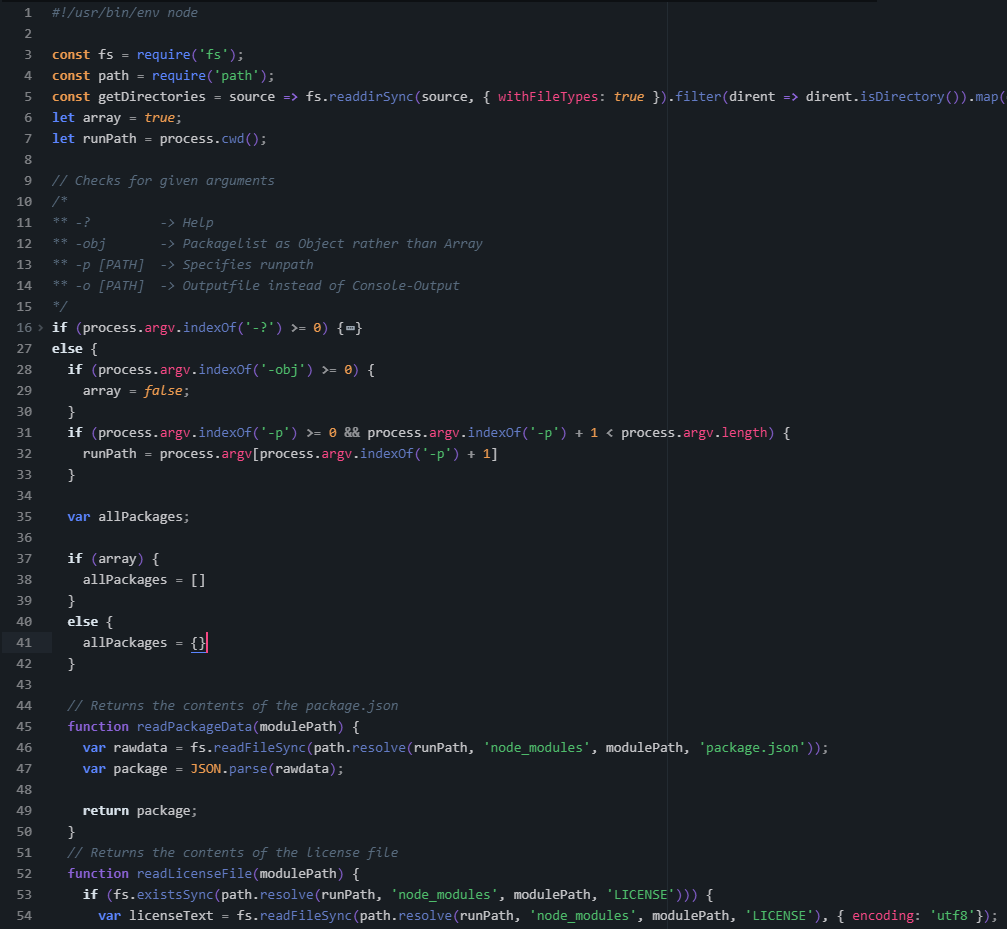 1 #!/usr/bin/env node
2
3 const fs = require('fs');
4 const path = require('path');
5 const getDirectories = source => fs.readdirSync(source, { withFileTypes: true }).filter(dirent => dirent.isDirectory()).map(
6 let array = true;
7 let runPath = process.cwd();
8
9 // Checks for given arguments
10 /*
11 ** -?         -> Help
12 ** -obj       -> Packagelist as Object rather than Array
13 ** -p [PATH]  -> Specifies runpath
14 ** -o [PATH]  -> Outputfile instead of Console-Output
15 */
16 if (process.argv.indexOf('-?') >= 0) {…}
27 else {
28   if (process.argv.indexOf('-obj') >= 0) {
29     array = false;
30   }
31   if (process.argv.indexOf('-p') >= 0 && process.argv.indexOf('-p') + 1 < process.argv.length) {
32     runPath = process.argv[process.argv.indexOf('-p') + 1]
33   }
34
35   var allPackages;
36
37   if (array) {
38     allPackages = []
39   }
40   else {
41     allPackages = {}
42   }
43
44   // Returns the contents of the package.json
45   function readPackageData(modulePath) {
46     var rawdata = fs.readFileSync(path.resolve(runPath, 'node_modules', modulePath, 'package.json'));
47     var package = JSON.parse(rawdata);
48
49     return package;
50   }
51   // Returns the contents of the license file
52   function readLicenseFile(modulePath) {
53     if (fs.existsSync(path.resolve(runPath, 'node_modules', modulePath, 'LICENSE'))) {
54       var licenseText = fs.readFileSync(path.resolve(runPath, 'node_modules', modulePath, 'LICENSE'), { encoding: 'utf8'});